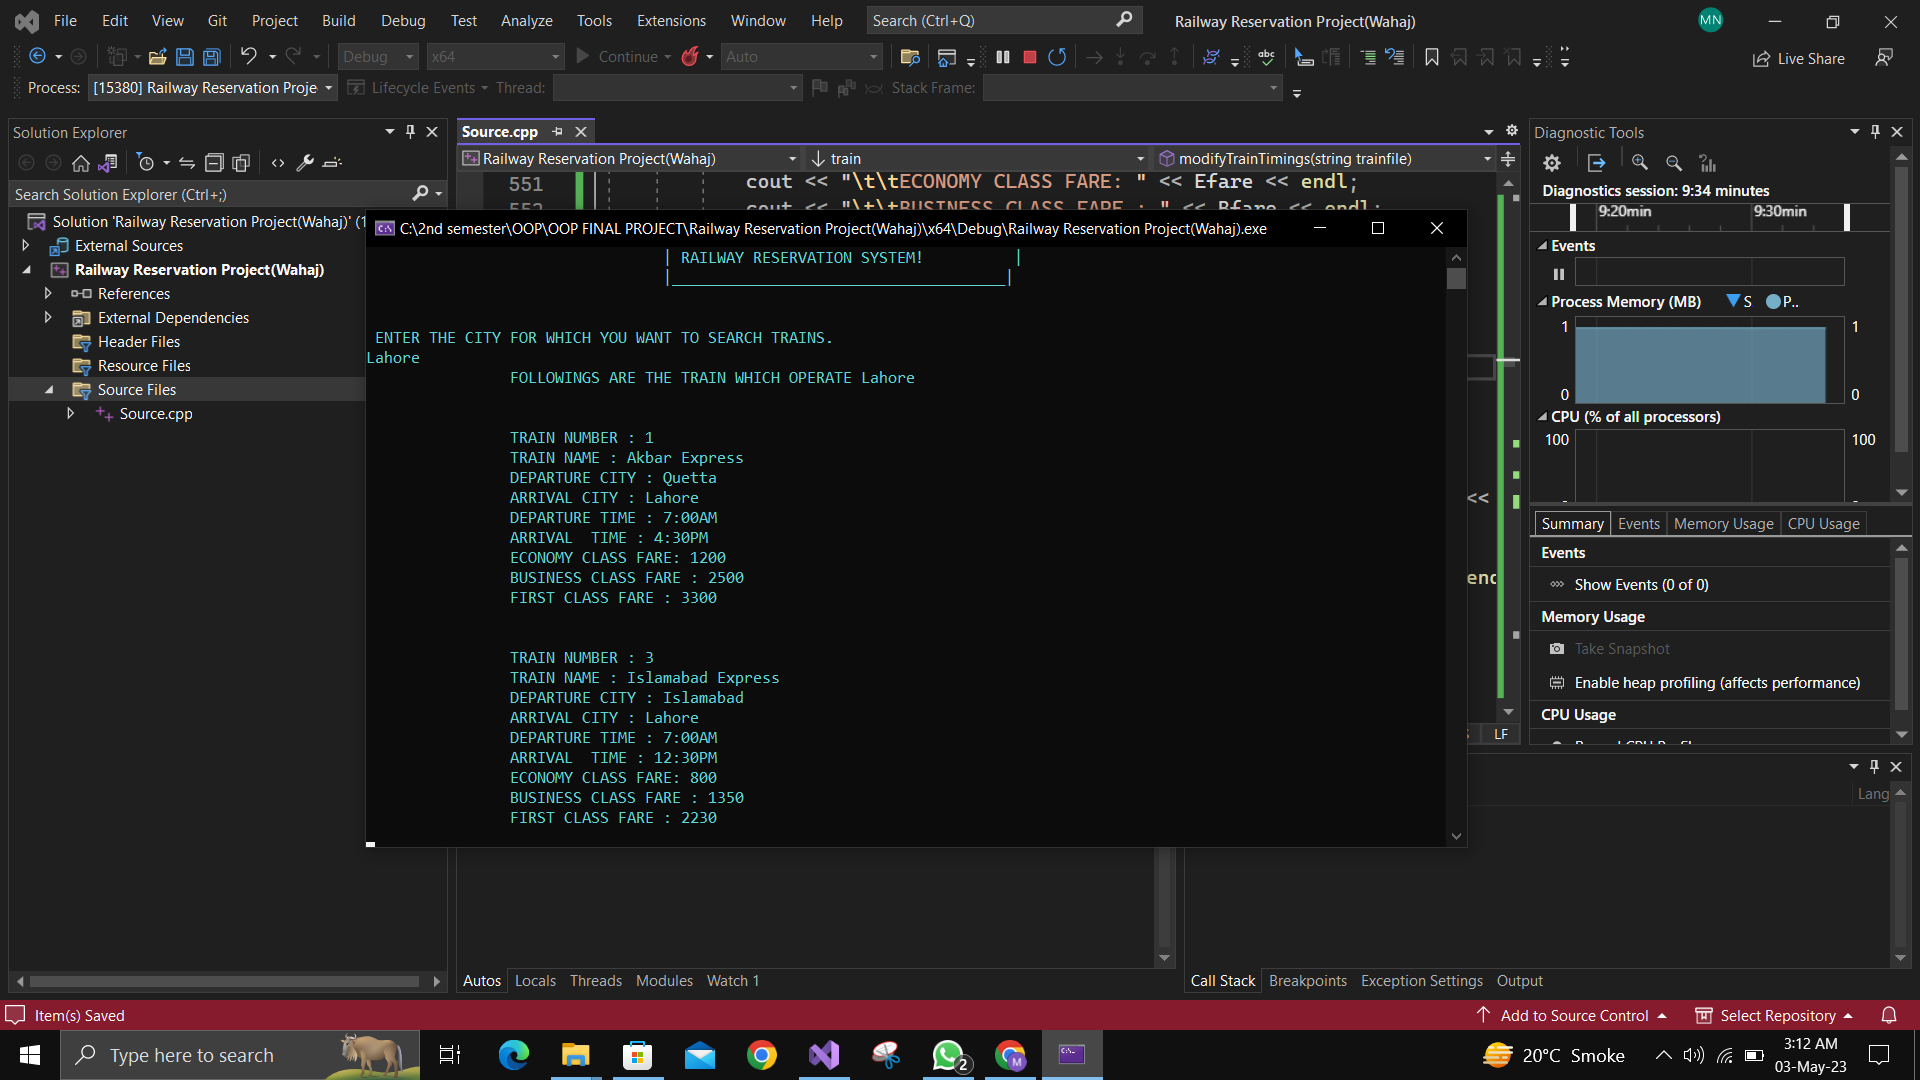 File Edit View Git Project Build Debug Test Analyze Tools Extensions Window Help Search (Ctrl+Q) Railway Reservation Project(Wahaj) MN
Debug x64 Continue Auto abc Live Share
Process: [15380] Railway Reservation Proje Lifecycle Events Thread: Stack Frame:
Solution Explorer
Search Solution Explorer (Ctrl+;)
Solution 'Railway Reservation Project(Wahaj)' (1
External Sources
Railway Reservation Project(Wahaj)
References
External Dependencies
Header Files
Resource Files
Source Files
Source.cpp
Source.cpp
Railway Reservation Project(Wahaj) train modifyTrainTimings(string trainfile)
551 cout << "\t\tECONOMY CLASS FARE: " << Efare << endl;
552 cout << "\t\tBUSINESS CLASS FARE : " << Bfare << endl;
<<
end
LF
C:\2nd semester\OOP\OOP FINAL PROJECT\Railway Reservation Project(Wahaj)\x64\Debug\Railway Reservation Project(Wahaj).exe
| RAILWAY RESERVATION SYSTEM! |
|_____________________________________|
ENTER THE CITY FOR WHICH YOU WANT TO SEARCH TRAINS.
Lahore
FOLLOWINGS ARE THE TRAIN WHICH OPERATE Lahore
TRAIN NUMBER : 1
TRAIN NAME : Akbar Express
DEPARTURE CITY : Quetta
ARRIVAL CITY : Lahore
DEPARTURE TIME : 7:00AM
ARRIVAL  TIME : 4:30PM
ECONOMY CLASS FARE: 1200
BUSINESS CLASS FARE : 2500
FIRST CLASS FARE : 3300
TRAIN NUMBER : 3
TRAIN NAME : Islamabad Express
DEPARTURE CITY : Islamabad
ARRIVAL CITY : Lahore
DEPARTURE TIME : 7:00AM
ARRIVAL  TIME : 12:30PM
ECONOMY CLASS FARE: 800
BUSINESS CLASS FARE : 1350
FIRST CLASS FARE : 2230
Diagnostic Tools
Diagnostics session: 9:34 minutes
9:20min 9:30min
Events
Process Memory (MB) S P..
1 1
0 0
CPU (% of all processors)
100 100
Summary Events Memory Usage CPU Usage
Events
Show Events (0 of 0)
Memory Usage
Take Snapshot
Enable heap profiling (affects performance)
CPU Usage
Lang
Autos Locals Threads Modules Watch 1
Call Stack Breakpoints Exception Settings Output
Item(s) Saved Add to Source Control Select Repository
Type here to search 2 M 20°C Smoke 3:12 AM
03-May-23